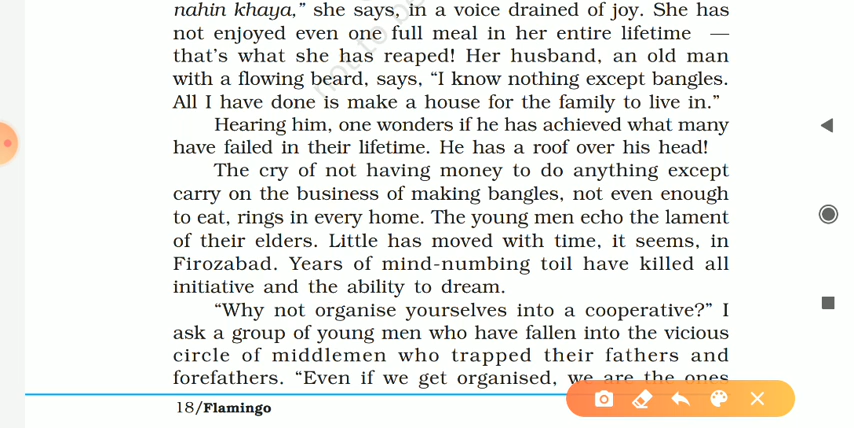 nahin khaya,” she says, in a voice drained of joy. She has
not enjoyed even one full meal in her entire lifetime —
that’s what she has reaped! Her husband, an old man
with a flowing beard, says, “I know nothing except bangles.
All I have done is make a house for the family to live in.”
Hearing him, one wonders if he has achieved what many
have failed in their lifetime. He has a roof over his head!
The cry of not having money to do anything except
carry on the business of making bangles, not even enough
to eat, rings in every home. The young men echo the lament
of their elders. Little has moved with time, it seems, in
Firozabad. Years of mind-numbing toil have killed all
initiative and the ability to dream.
“Why not organise yourselves into a cooperative?” I
ask a group of young men who have fallen into the vicious
circle of middlemen who trapped their fathers and
forefathers. “Even if we get organised, we are the ones
18/Flamingo